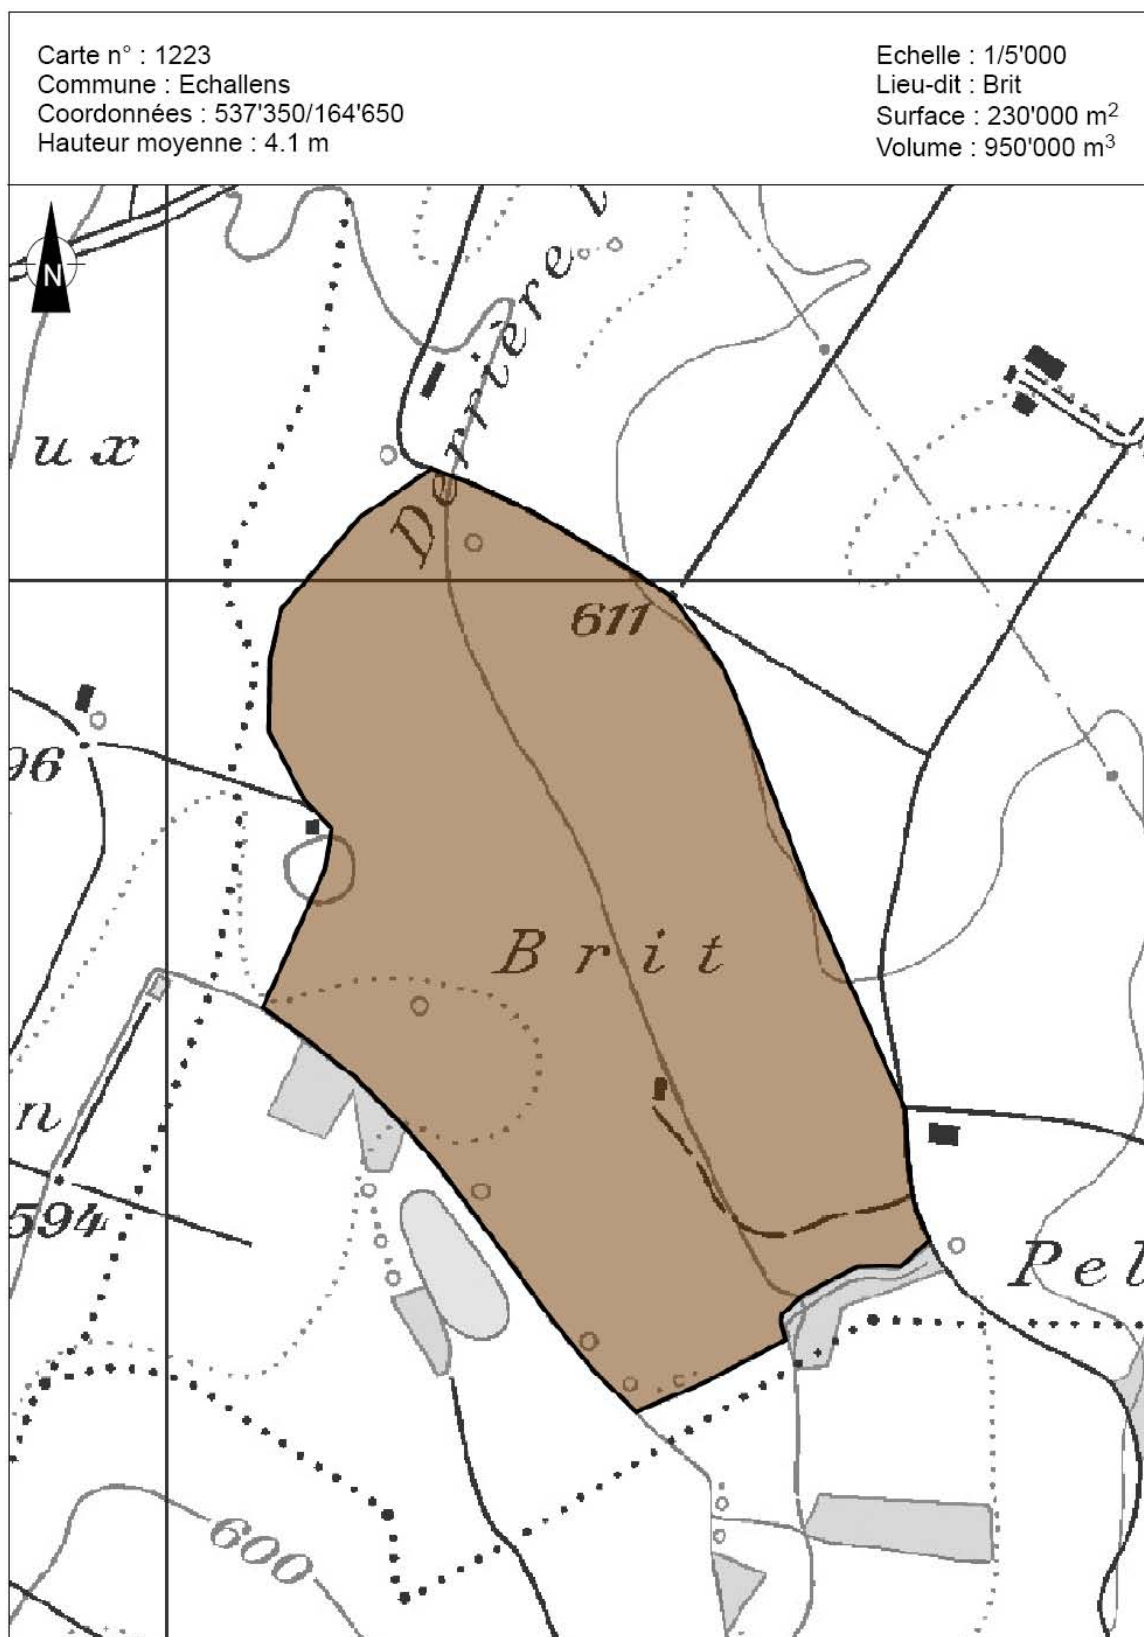 Carte n° : 1223
Commune : Echallens
Coordonnées : 537'350/164'650
Hauteur moyenne : 4.1 m
Echelle : 1/5'000
Lieu-dit : Brit
Surface : 230'000 m²
Volume : 950'000 m³
N
Derrière
ux
611
96
Brit
n
594
Pel
600